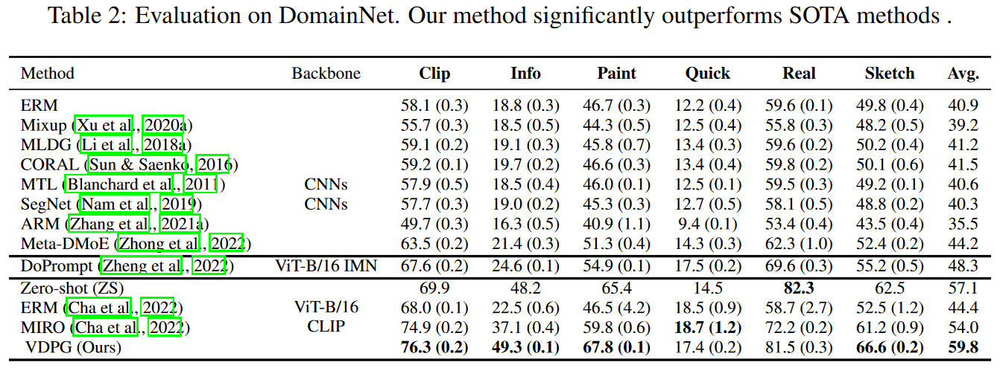 Table 2: Evaluation on DomainNet. Our method significantly outperforms SOTA methods .
Method Backbone Clip Info Paint Quick Real Sketch Avg.
ERM 58.1 (0.3) 18.8 (0.3) 46.7 (0.3) 12.2 (0.4) 59.6 (0.1) 49.8 (0.4) 40.9
Mixup (Xu et al., 2020a) 55.7 (0.3) 18.5 (0.5) 44.3 (0.5) 12.5 (0.4) 55.8 (0.3) 48.2 (0.5) 39.2
MLDG (Li et al., 2018a) 59.1 (0.2) 19.1 (0.3) 45.8 (0.7) 13.4 (0.3) 59.6 (0.2) 50.2 (0.4) 41.2
CORAL (Sun & Saenko, 2016) 59.2 (0.1) 19.7 (0.2) 46.6 (0.3) 13.4 (0.4) 59.8 (0.2) 50.1 (0.6) 41.5
MTL (Blanchard et al., 2011) CNNs 57.9 (0.5) 18.5 (0.4) 46.0 (0.1) 12.5 (0.1) 59.5 (0.3) 49.2 (0.1) 40.6
SegNet (Nam et al., 2019) CNNs 57.7 (0.3) 19.0 (0.2) 45.3 (0.3) 12.7 (0.5) 58.1 (0.5) 48.8 (0.2) 40.3
ARM (Zhang et al., 2021a) 49.7 (0.3) 16.3 (0.5) 40.9 (1.1) 9.4 (0.1) 53.4 (0.4) 43.5 (0.4) 35.5
Meta-DMoE (Zhong et al., 2022) 63.5 (0.2) 21.4 (0.3) 51.3 (0.4) 14.3 (0.3) 62.3 (1.0) 52.4 (0.2) 44.2
DoPrompt (Zheng et al., 2022) ViT-B/16 IMN 67.6 (0.2) 24.6 (0.1) 54.9 (0.1) 17.5 (0.2) 69.6 (0.3) 55.2 (0.5) 48.3
Zero-shot (ZS) 69.9 48.2 65.4 14.5 82.3 62.5 57.1
ERM (Cha et al., 2022) ViT-B/16 68.0 (0.1) 22.5 (0.6) 46.5 (4.2) 18.5 (0.9) 58.7 (2.7) 52.5 (1.2) 44.4
MIRO (Cha et al., 2022) CLIP 74.9 (0.2) 37.1 (0.4) 59.8 (0.6) 18.7 (1.2) 72.2 (0.2) 61.2 (0.9) 54.0
VDPG (Ours) 76.3 (0.2) 49.3 (0.1) 67.8 (0.1) 17.4 (0.2) 81.5 (0.3) 66.6 (0.2) 59.8